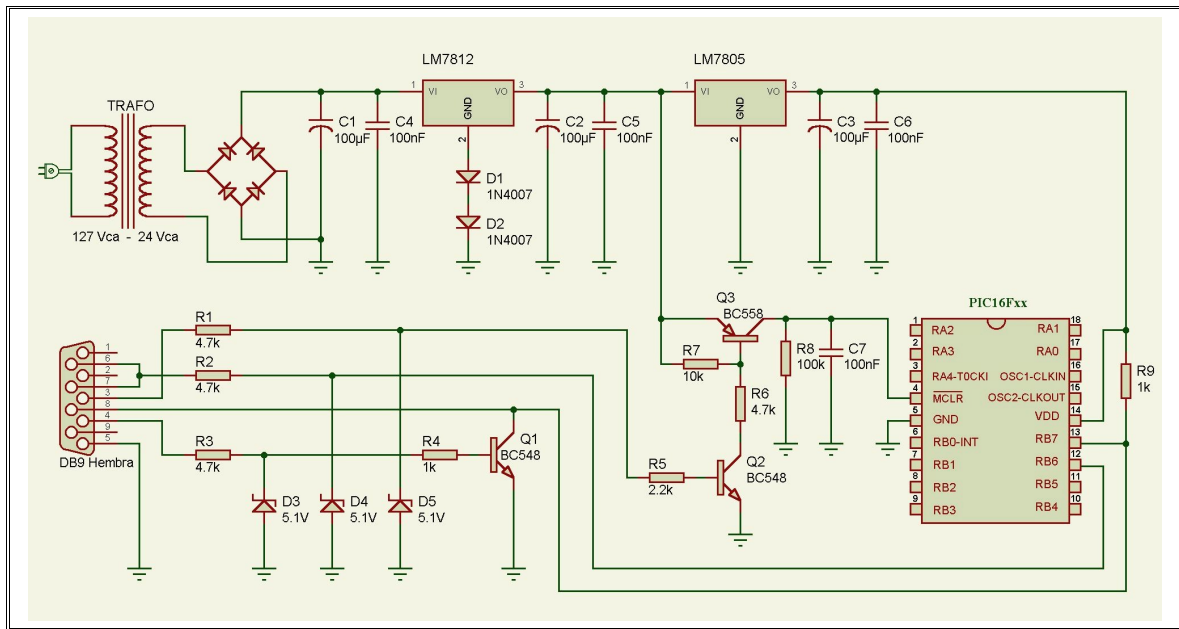 LM7812
LM7805
TRAFO
127 Vca - 24 Vca
C1
100µF
C4
100nF
1
VI
VO
3
GND
2
D1
1N4007
D2
1N4007
C2
100µF
C5
100nF
1
VI
VO
3
GND
2
C3
100µF
C6
100nF
R1
4.7k
R2
4.7k
R3
4.7k
R4
1k
1
6
2
7
3
8
4
9
5
DB9 Hembra
D3
5.1V
D4
5.1V
D5
5.1V
Q1
BC548
R5
2.2k
Q2
BC548
Q3
BC558
R7
10k
R6
4.7k
R8
100k
C7
100nF
PIC16Fxx
1 RA2
2 RA3
3 RA4-T0CKI
4 MCLR
5 GND
6 RB0-INT
7 RB1
8 RB2
9 RB3
RA1 18
RA0 17
OSC1-CLKIN 16
OSC2-CLKOUT 15
VDD 14
RB7 13
RB6 12
RB5 11
RB4 10
R9
1k